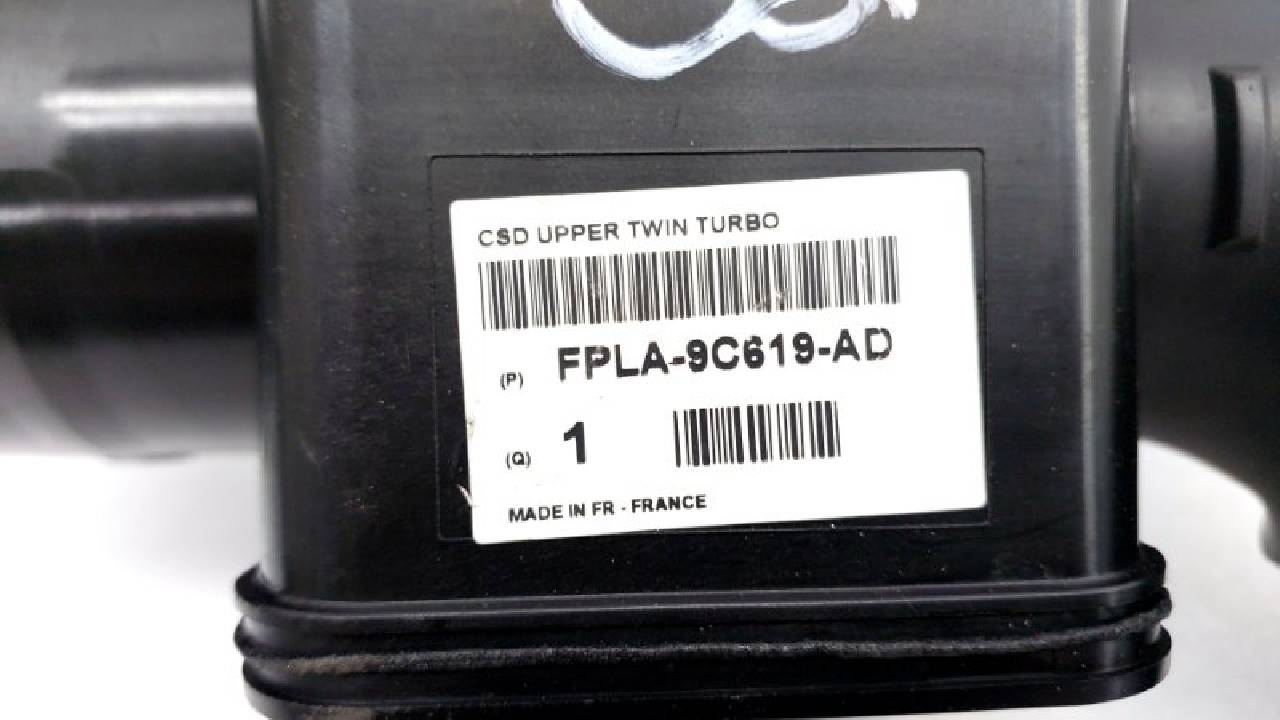 CSD UPPER TWIN TURBO
(P) FPLA-9C619-AD
(Q) 1
MADE IN FR - FRANCE